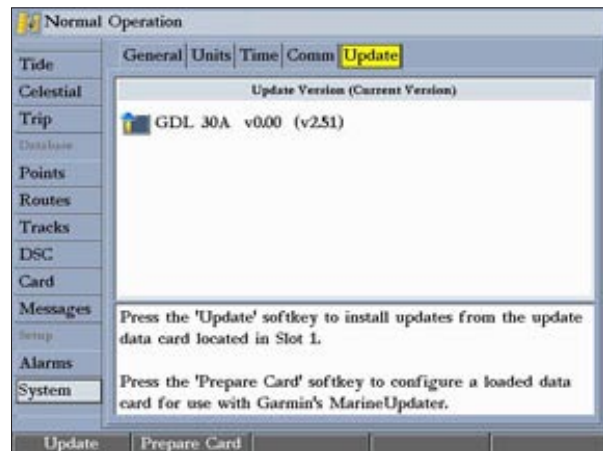 Normal Operation
General Units Time Comm Update
Tide
Celestial
Trip
Database
Points
Routes
Tracks
DSC
Card
Messages
Setup
Alarms
System
Update Version (Current Version)
GDL 30A v0.00 (v2.51)
Press the 'Update' softkey to install updates from the update
data card located in Slot 1.
Press the 'Prepare Card' softkey to configure a loaded data
card for use with Garmin's MarineUpdater.
Update Prepare Card